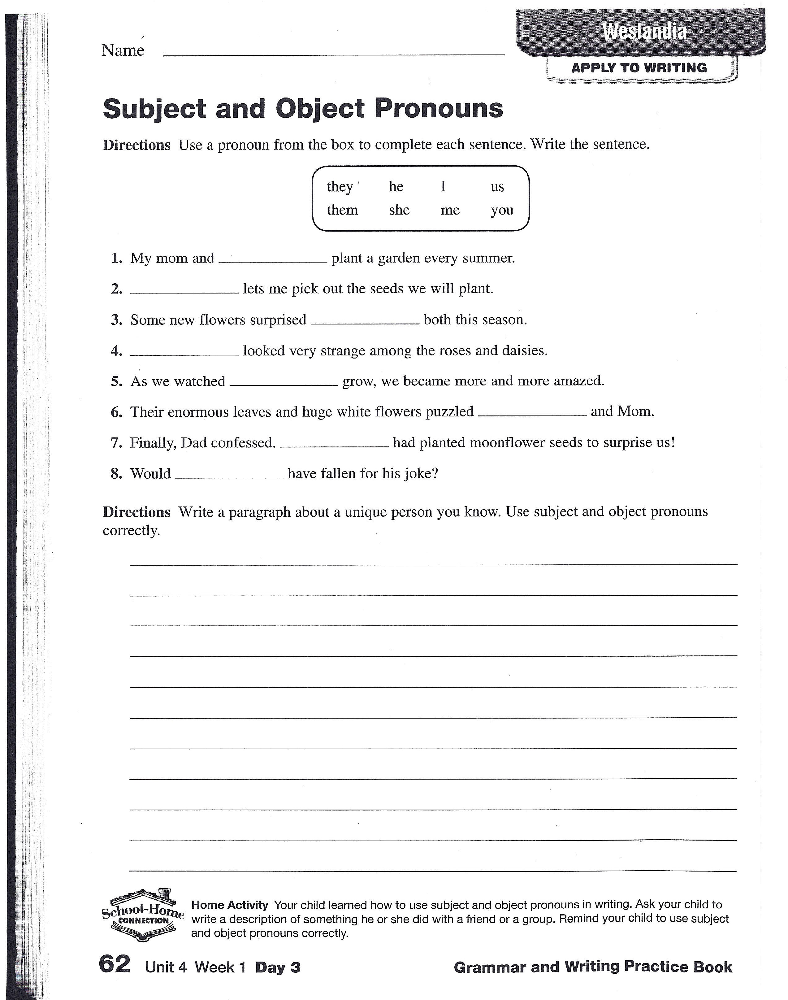 Weslandia
Name
APPLY TO WRITING
Subject and Object Pronouns
Directions Use a pronoun from the box to complete each sentence. Write the sentence.
they he I us
them she me you
1. My mom and ____________ plant a garden every summer.
2. ____________ lets me pick out the seeds we will plant.
3. Some new flowers surprised ____________ both this season.
4. ____________ looked very strange among the roses and daisies.
5. As we watched ____________ grow, we became more and more amazed.
6. Their enormous leaves and huge white flowers puzzled ____________ and Mom.
7. Finally, Dad confessed. ____________ had planted moonflower seeds to surprise us!
8. Would ____________ have fallen for his joke?
Directions Write a paragraph about a unique person you know. Use subject and object pronouns
correctly.
School-Home
CONNECTION
Home Activity Your child learned how to use subject and object pronouns in writing. Ask your child to
write a description of something he or she did with a friend or a group. Remind your child to use subject
and object pronouns correctly.
62 Unit 4 Week 1 Day 3
Grammar and Writing Practice Book